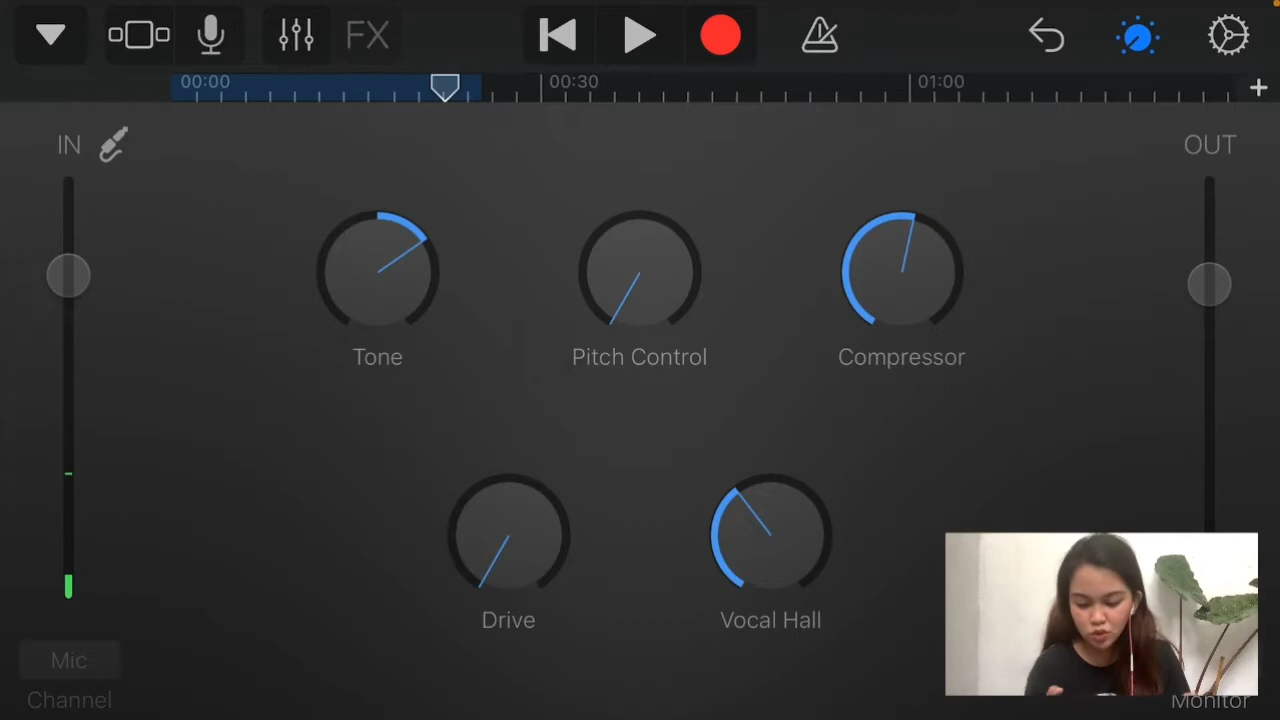 FX
00:00 00:30 01:00
IN OUT
Tone Pitch Control Compressor
Drive Vocal Hall
Mic
Channel Monitor